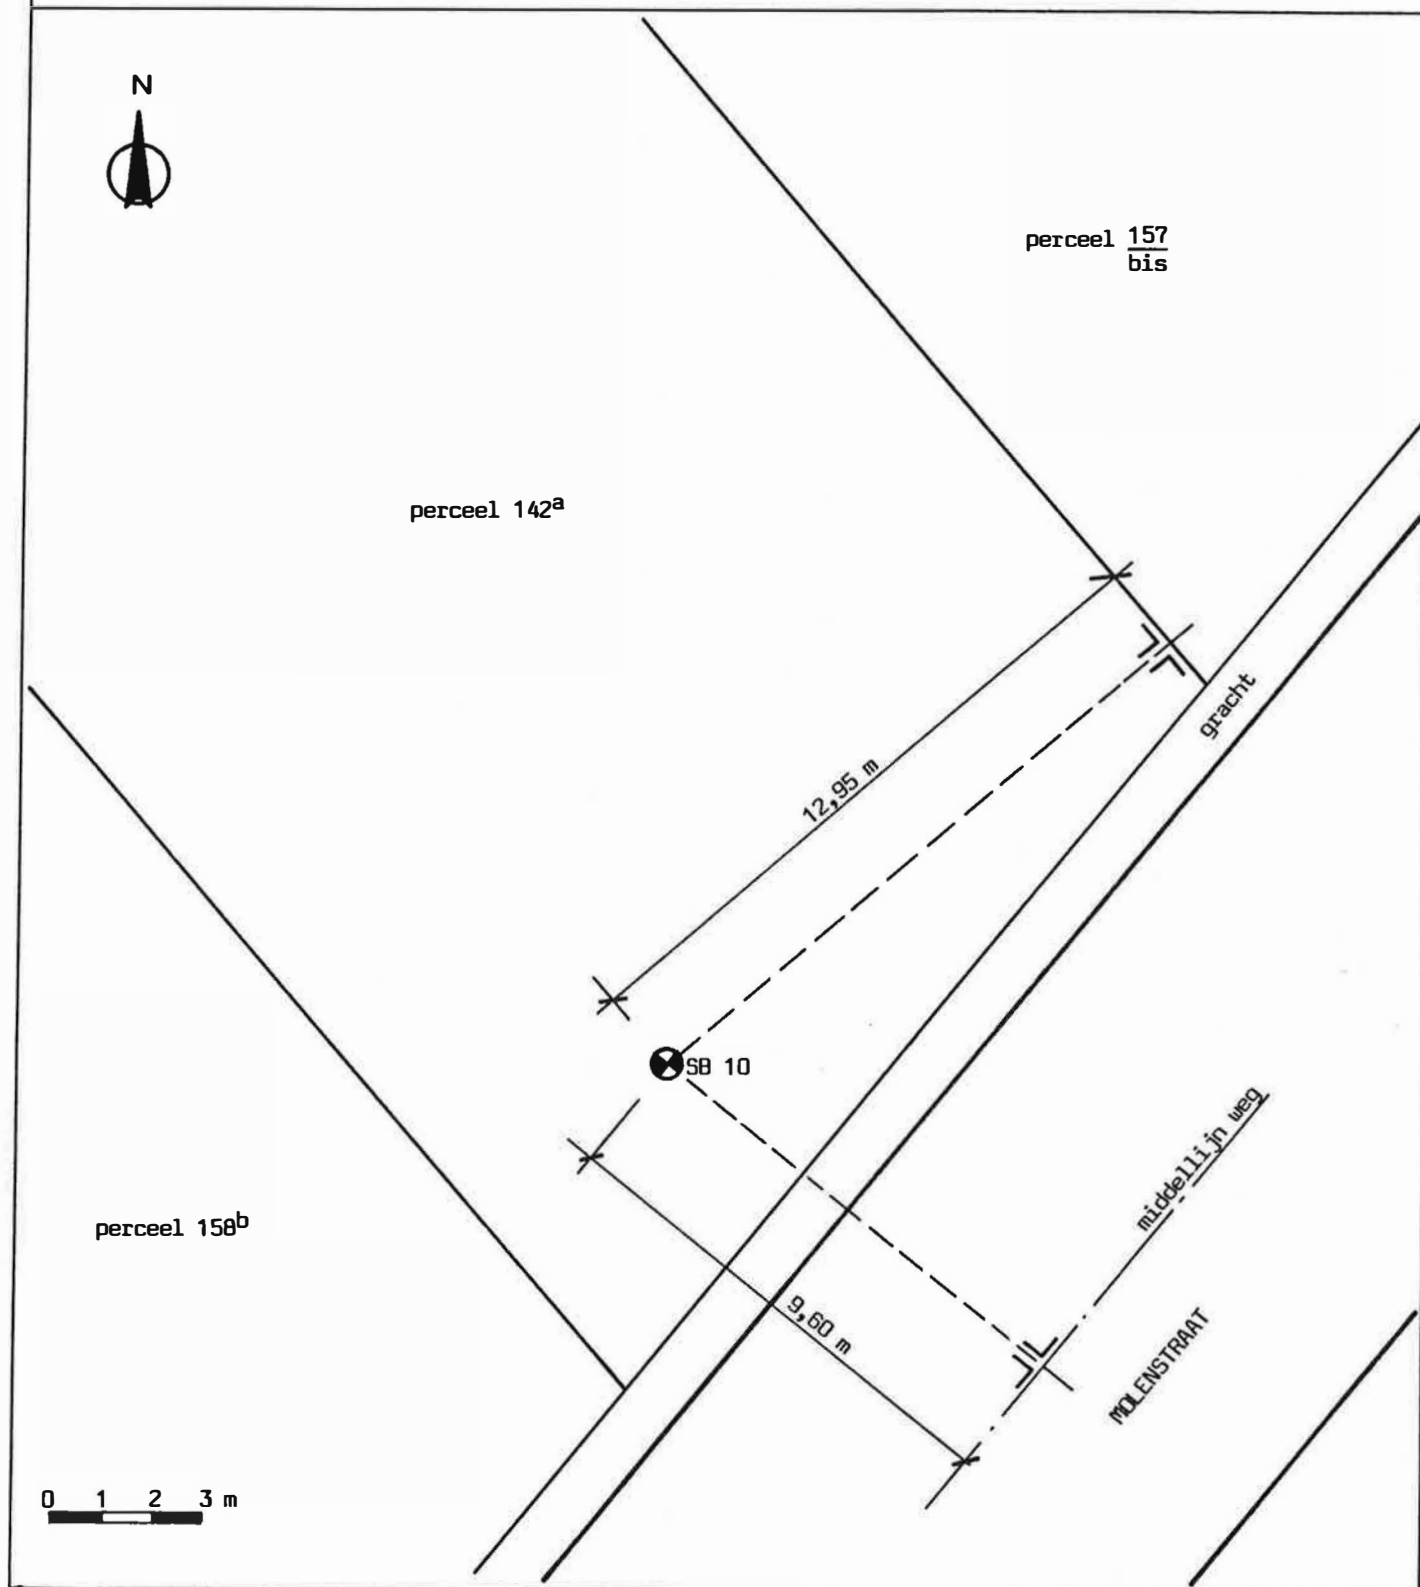 N
perceel 157
bis
perceel 142a
gracht
12,95 m
SB 10
middellijn weg
perceel 158b
9,60 m
MOLENSTRAAT
0 1 2 3 m